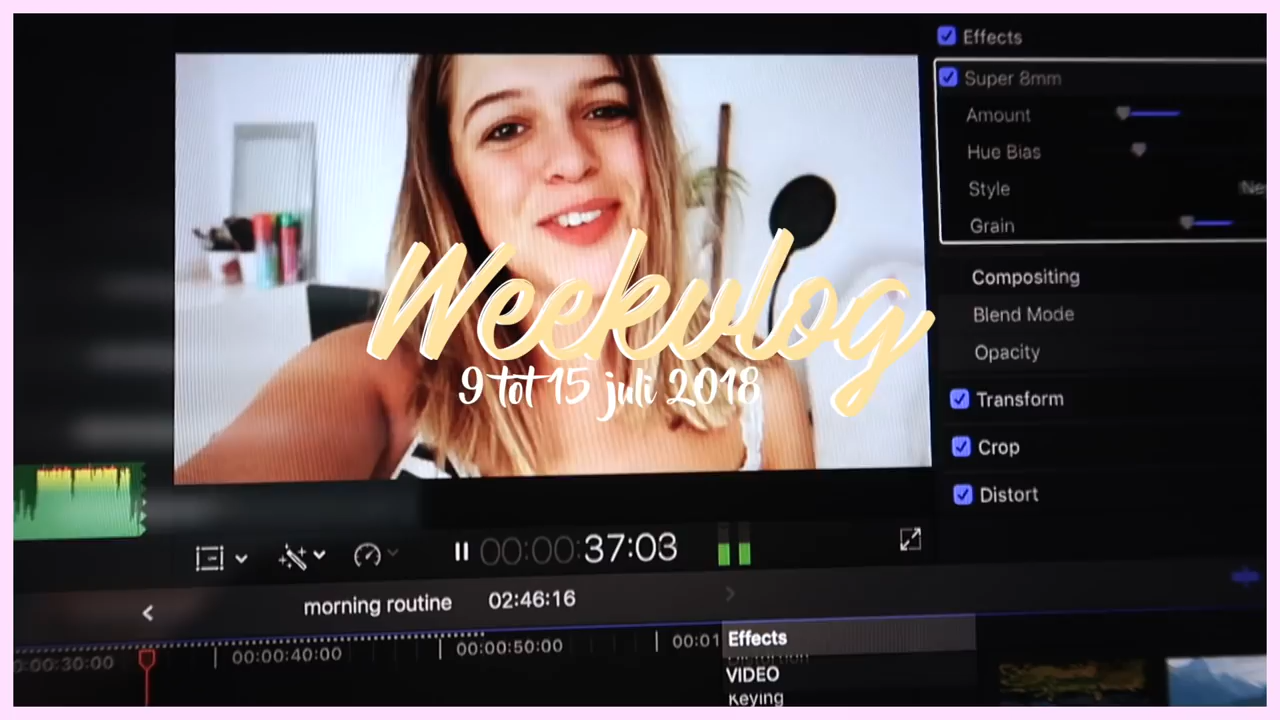 Effects
Super 8mm
Amount
Hue Bias
Style
Grain
Compositing
Blend Mode
Opacity
Transform
Crop
Distort
Weekvlog
9 tot 15 juli 2018
00:00:37:03
morning routine 02:46:16
0:00:30:00 00:00:40:00 00:00:50:00 00:01
Effects
VIDEO
Keying